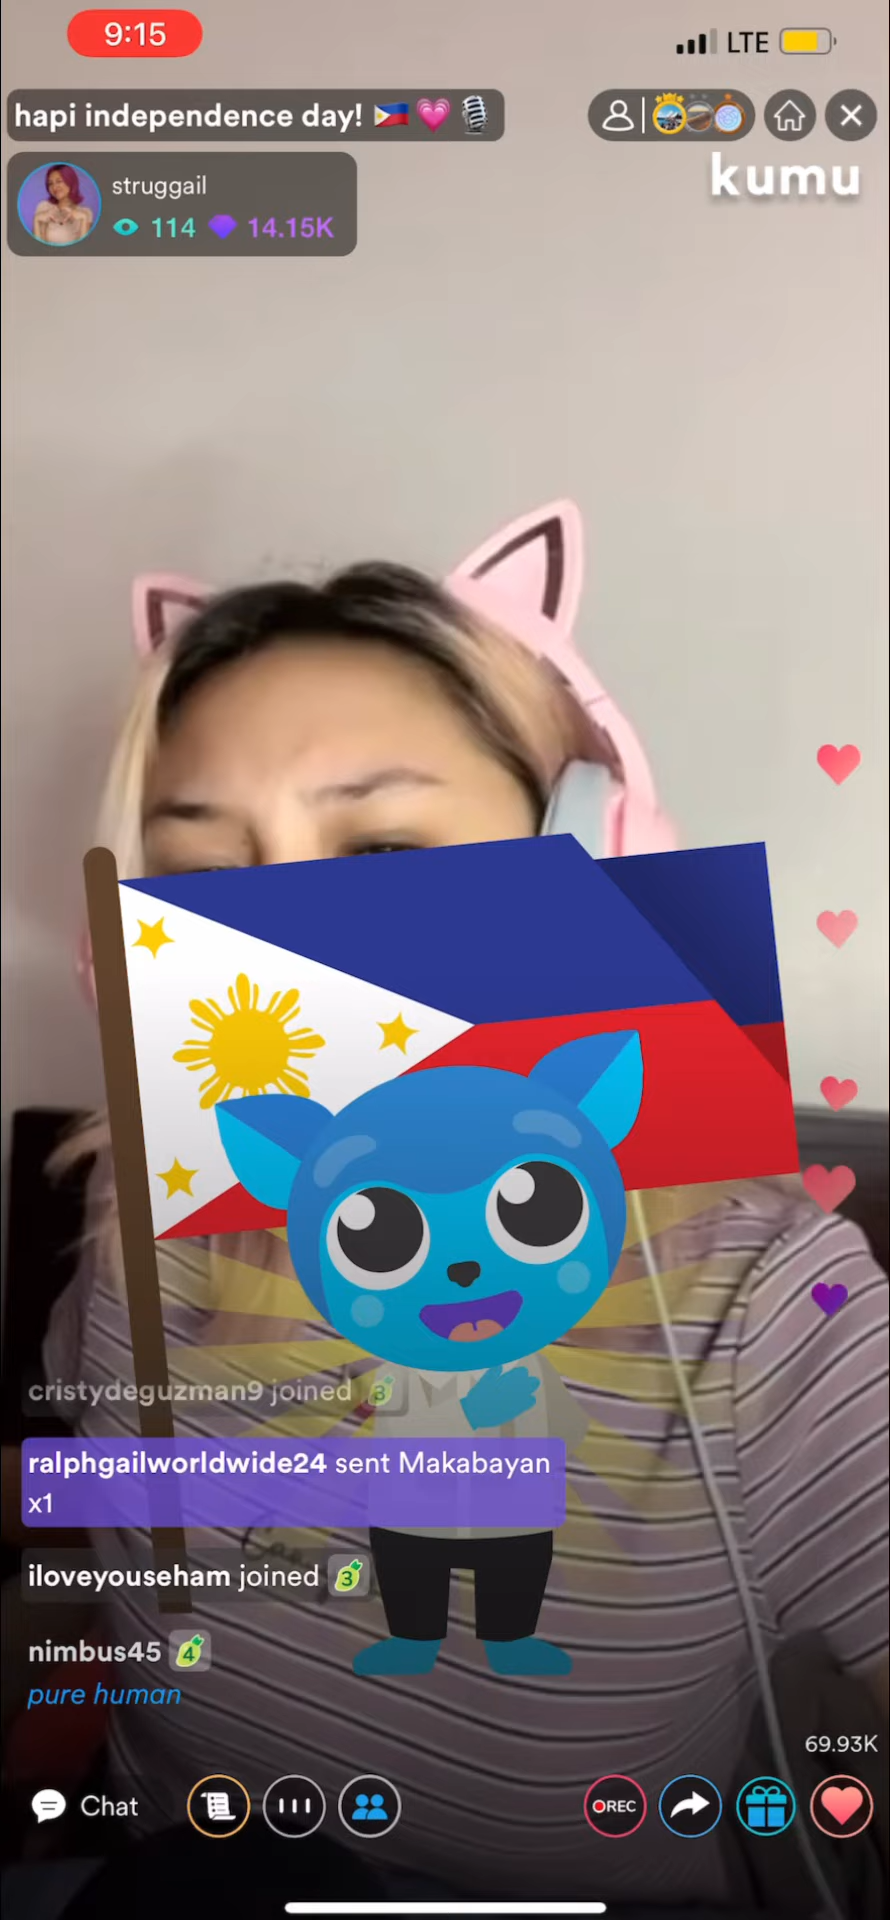 9:15
LTE
hapi independence day! 🇵🇭💗🎙️
kumu
struggail
114 14.15K
cristydeguzman9 joined 3
ralphgailworldwide24 sent Makabayan
x1
iloveyouseham joined 3
nimbus45 4
pure human
69.93K
Chat
REC